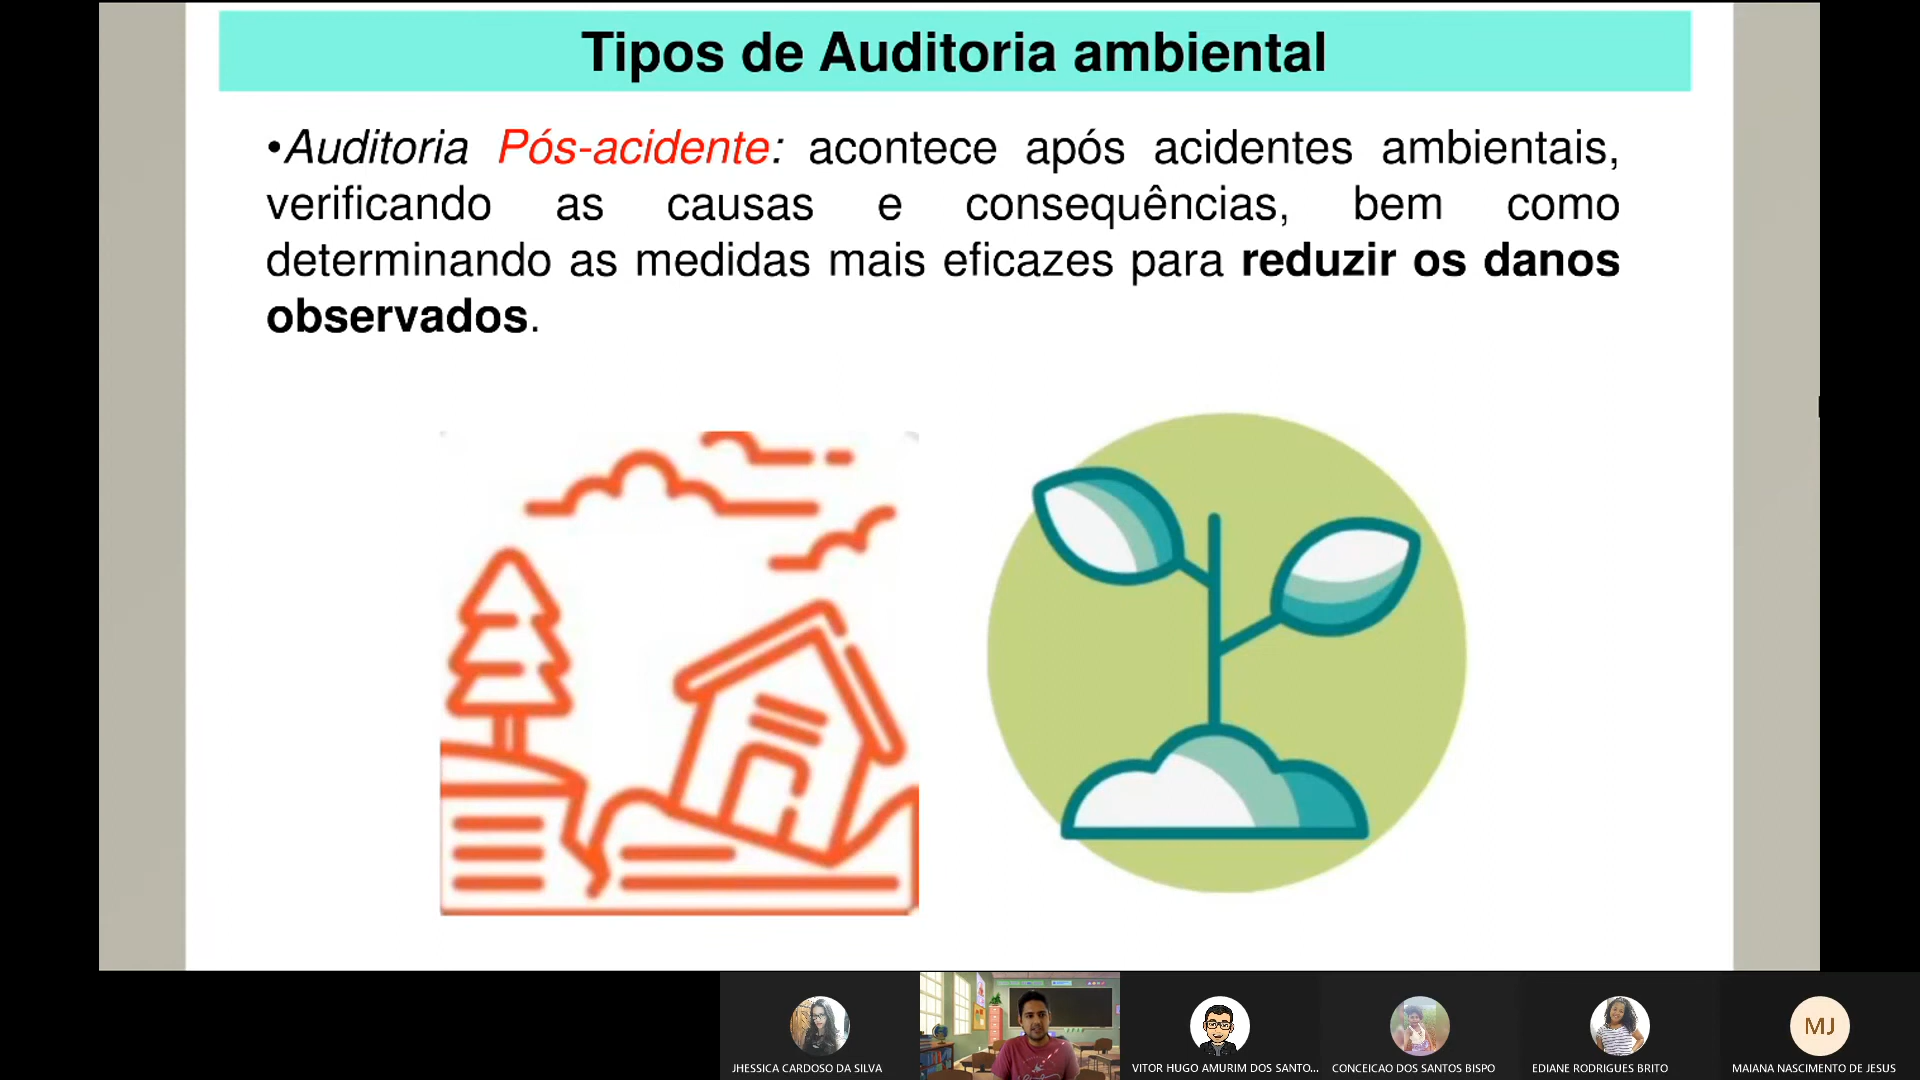 Tipos de Auditoria ambiental
•Auditoria Pós-acidente: acontece após acidentes ambientais,
verificando as causas e consequências, bem como
determinando as medidas mais eficazes para reduzir os danos
observados.
MJ
JHESSICA CARDOSO DA SILVA
VITOR HUGO AMURIM DOS SANTO...
CONCEICAO DOS SANTOS BISPO
EDIANE RODRIGUES BRITO
MAIANA NASCIMENTO DE JESUS